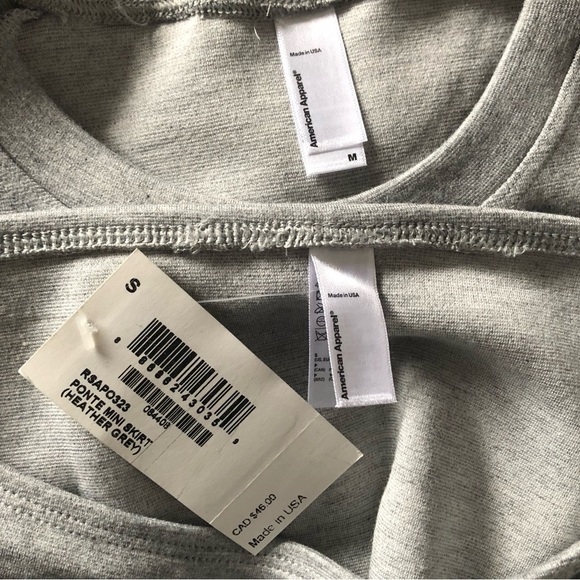 Made in USA
American Apparel®
M
Made in USA
American Apparel®
S
RSAPO323
PONTE MINI SKIRT
(HEATHER GREY)
064408
CAD $46.00
Made in USA